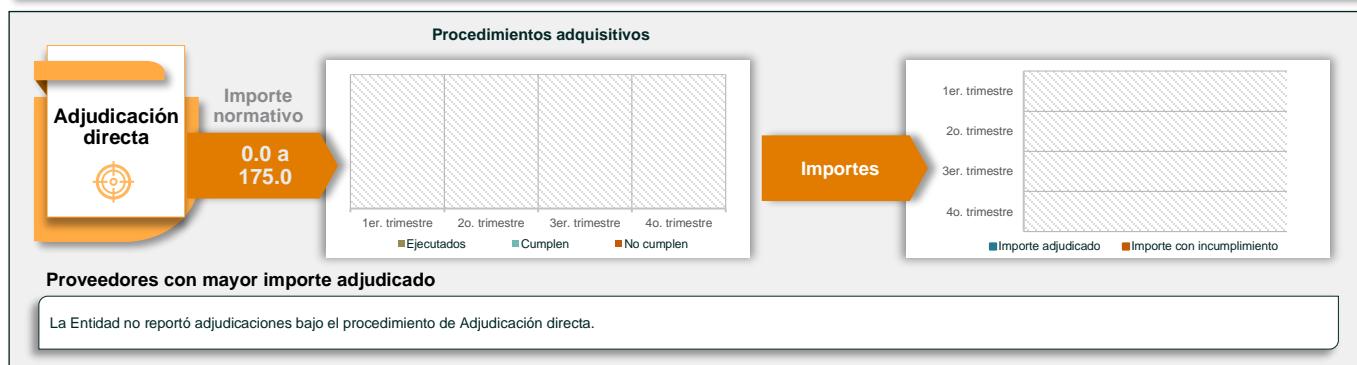 Procedimientos adquisitivos
Adjudicación
directa
Importe
normativo
0.0 a
175.0
1er. trimestre 2o. trimestre 3er. trimestre 4o. trimestre
Ejecutados Cumplen No cumplen
Importes
1er. trimestre
2o. trimestre
3er. trimestre
4o. trimestre
Importe adjudicado Importe con incumplimiento
Proveedores con mayor importe adjudicado
La Entidad no reportó adjudicaciones bajo el procedimiento de Adjudicación directa.